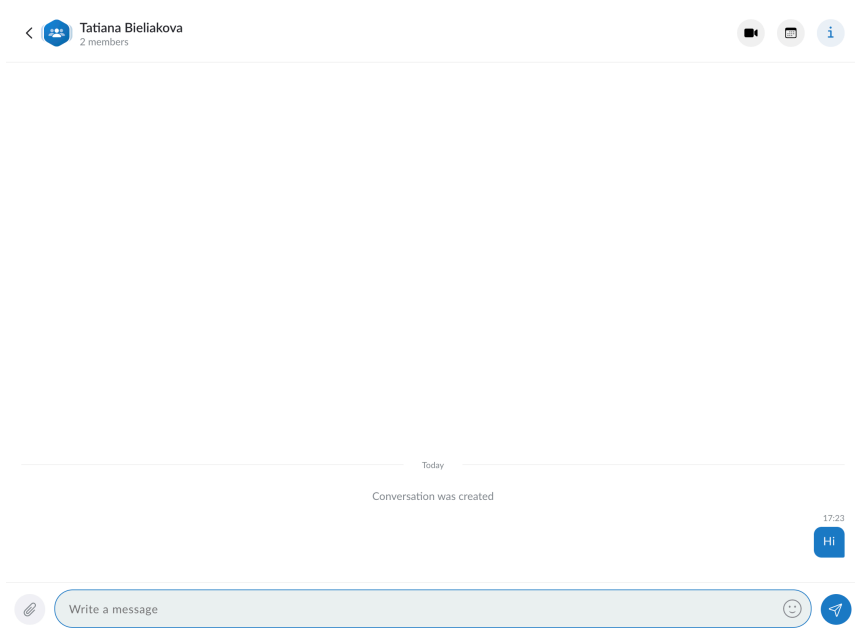 Tatiana Bieliakova
2 members
Today
Conversation was created
17:23
Hi
Write a message